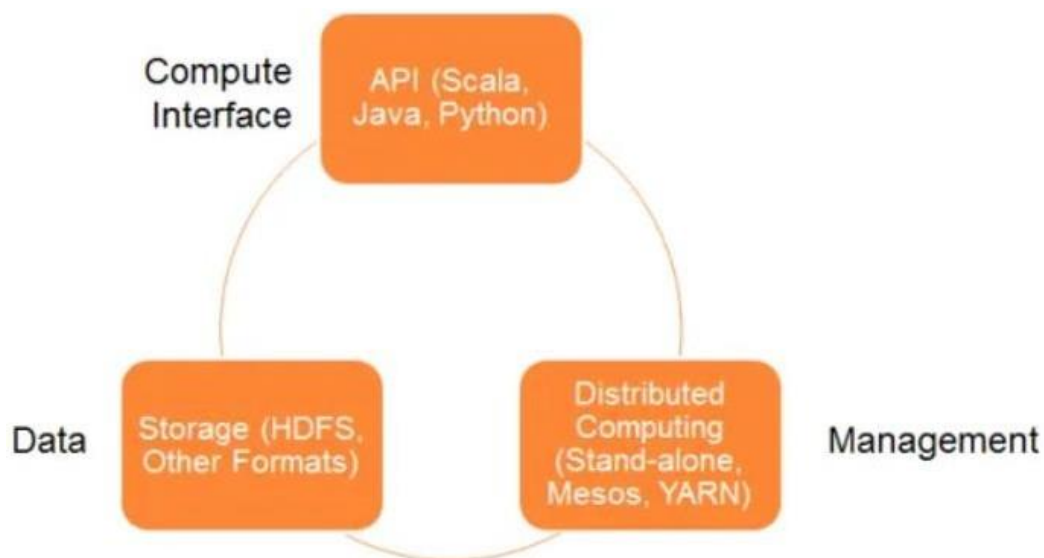 Compute
Interface
API (Scala,
Java, Python)
Data
Storage (HDFS,
Other Formats)
Distributed
Computing
(Stand-alone,
Mesos, YARN)
Management